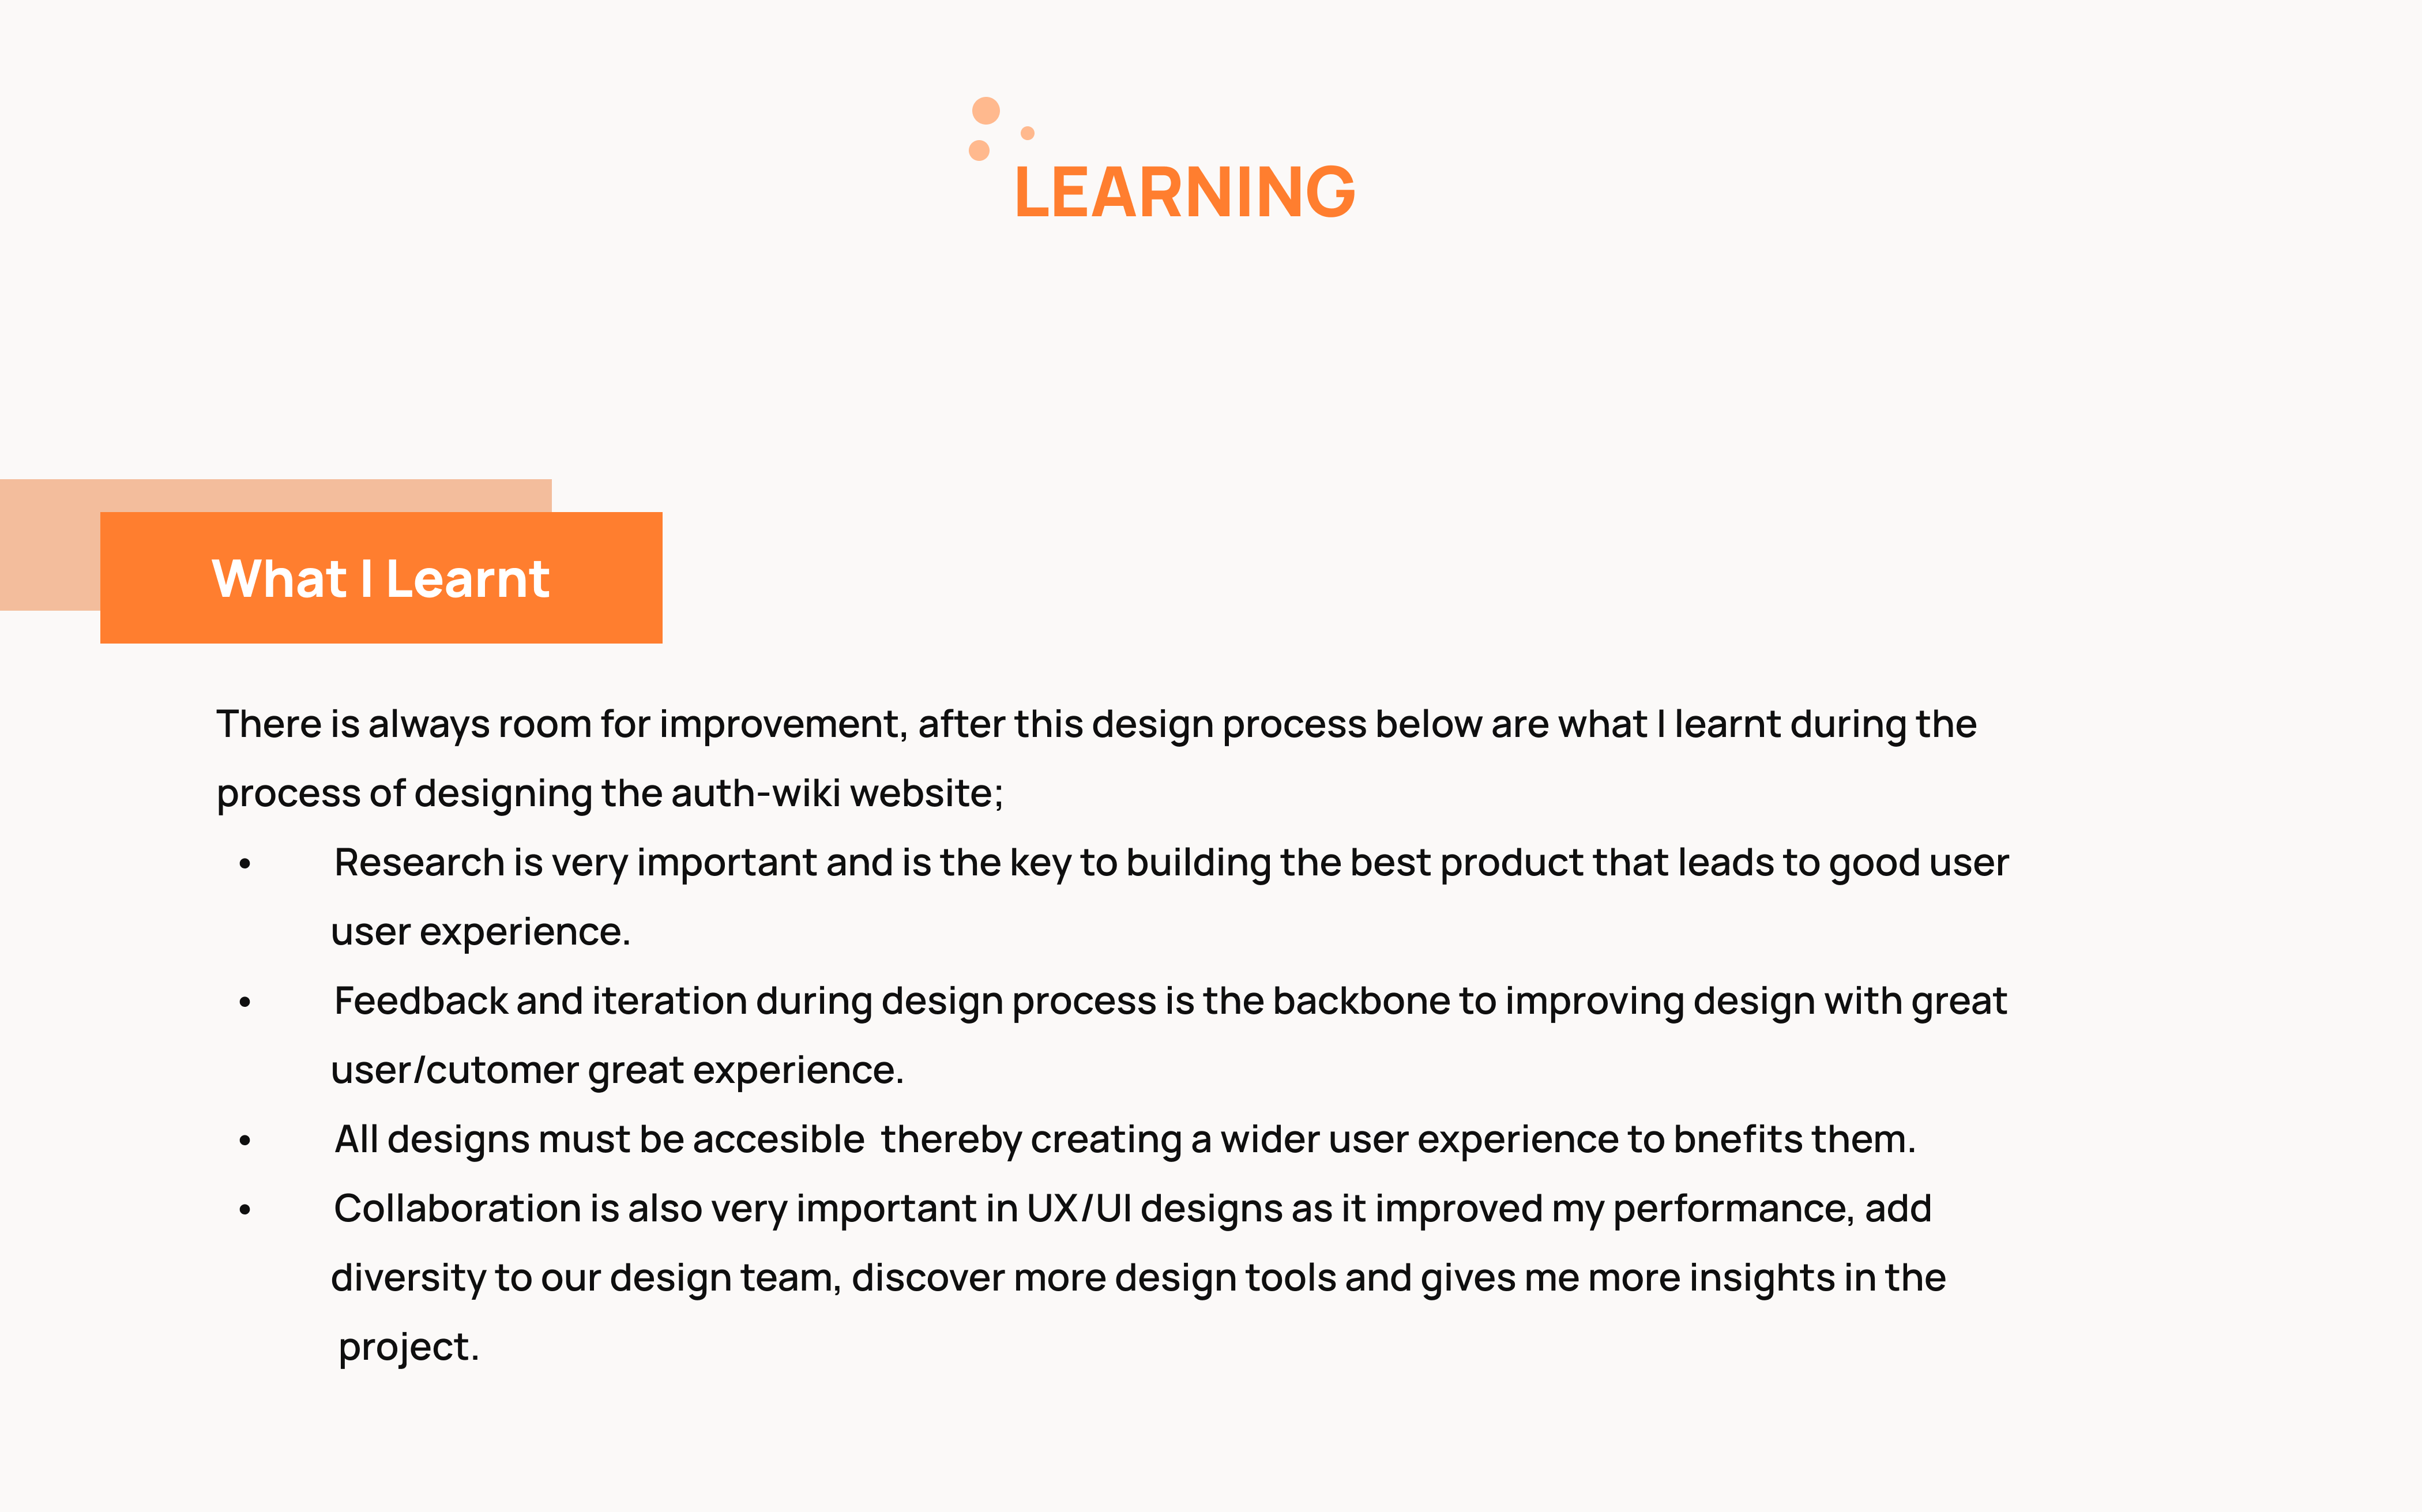 LEARNING
What I Learnt
There is always room for improvement, after this design process below are what I learnt during the
process of designing the auth-wiki website;
• Research is very important and is the key to building the best product that leads to good user
user experience.
• Feedback and iteration during design process is the backbone to improving design with great
user/cutomer great experience.
• All designs must be accesible  thereby creating a wider user experience to bnefits them.
• Collaboration is also very important in UX/UI designs as it improved my performance, add
diversity to our design team, discover more design tools and gives me more insights in the
project.